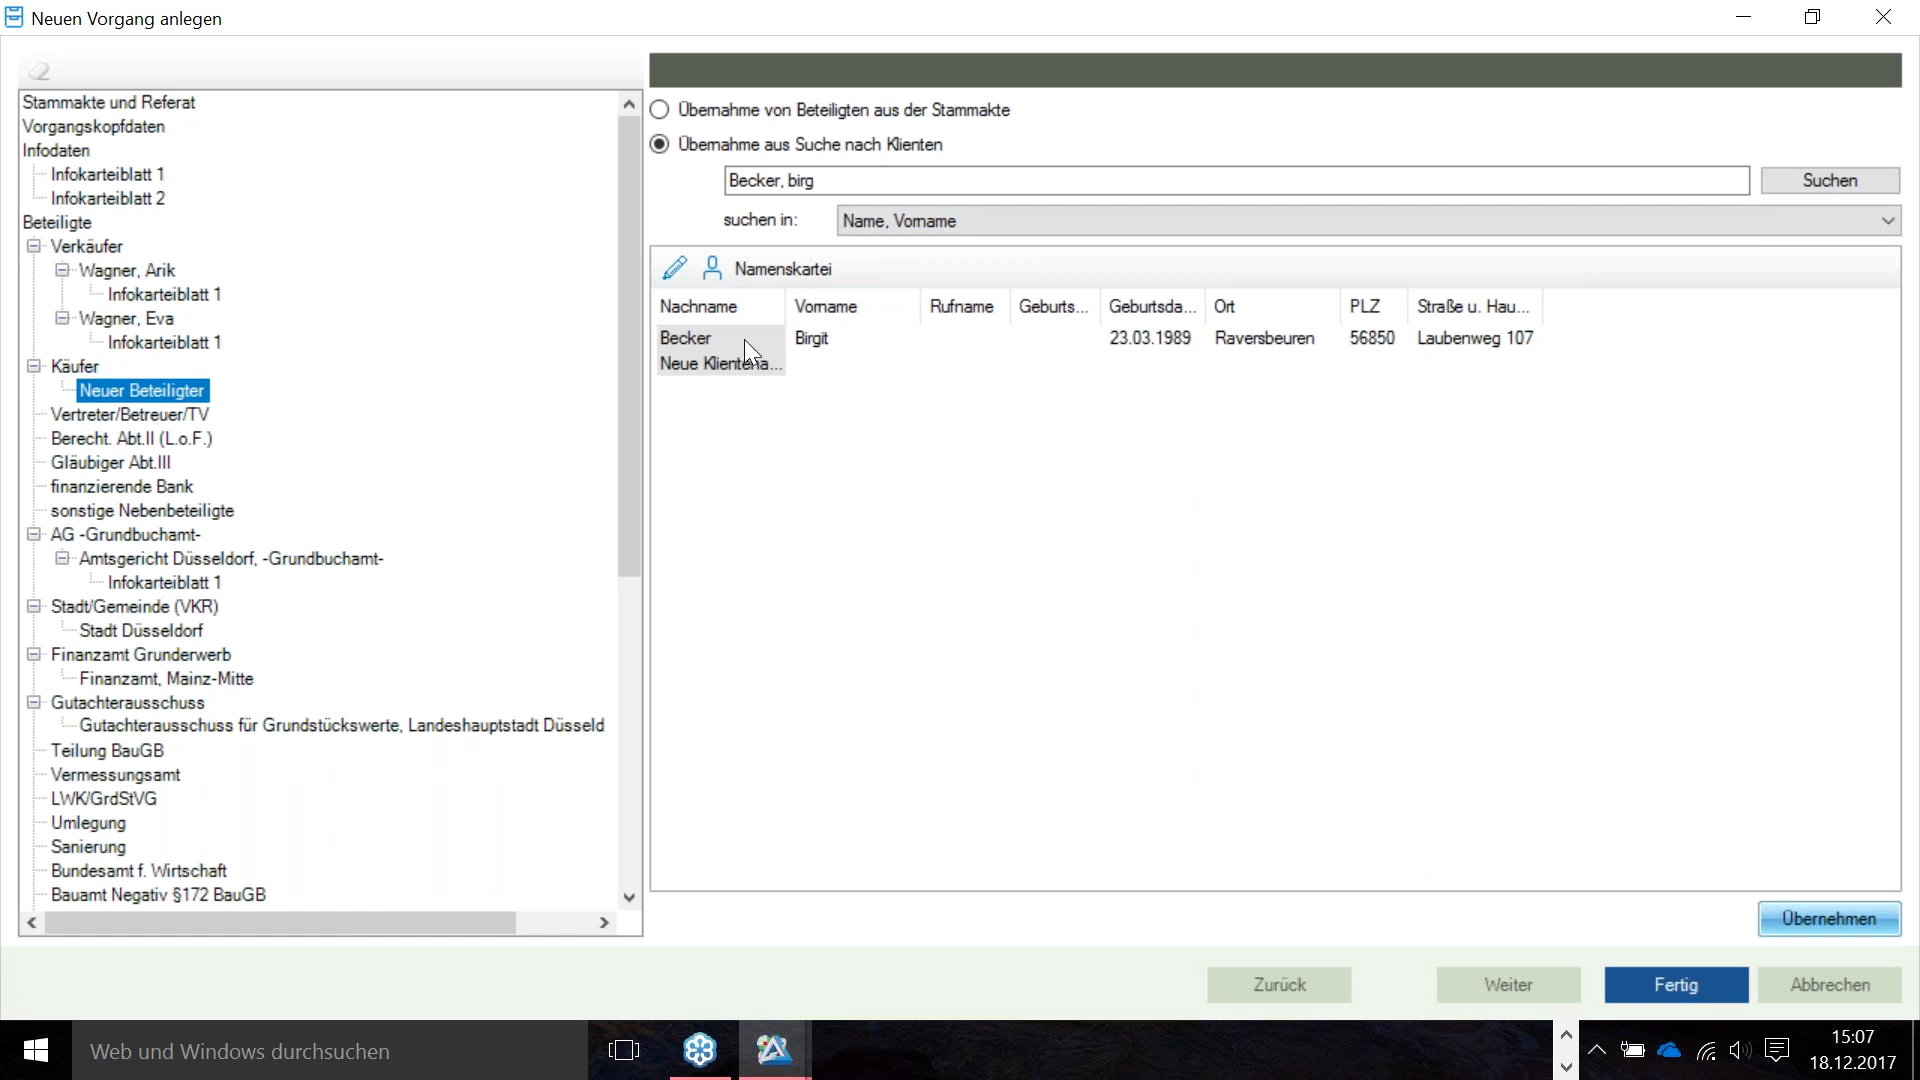 Neuen Vorgang anlegen
Stammakte und Referat
Vorgangskopfdaten
Infodaten
Infokarteiblatt 1
Infokarteiblatt 2
Beteiligte
Verkäufer
Wagner, Arik
Infokarteiblatt 1
Wagner, Eva
Infokarteiblatt 1
Käufer
Neuer Beteiligter
Vertreter/Betreuer/TV
Berecht. Abt.II (L.o.F.)
Gläubiger Abt.III
finanzierende Bank
sonstige Nebenbeteiligte
AG -Grundbuchamt-
Amtsgericht Düsseldorf, -Grundbuchamt-
Infokarteiblatt 1
Stadt/Gemeinde (VKR)
Stadt Düsseldorf
Finanzamt Grunderwerb
Finanzamt, Mainz-Mitte
Gutachterausschuss
Gutachterausschuss für Grundstückswerte, Landeshauptstadt Düsseld
Teilung BauGB
Vermessungsamt
LWK/GrdStVG
Umlegung
Sanierung
Bundesamt f. Wirtschaft
Bauamt Negativ §172 BauGB
Übernahme von Beteiligten aus der Stammakte
Übernahme aus Suche nach Klienten
Becker, birg
Suchen
suchen in:
Name, Vorname
Namenskartei
Nachname Vorname Rufname Geburts... Geburtsda... Ort PLZ Straße u. Hau...
Becker Birgit 23.03.1989 Raversbeuren 56850 Laubenweg 107
Neue Klientena...
Übernehmen
Zurück Weiter Fertig Abbrechen
Web und Windows durchsuchen
15:07
18.12.2017